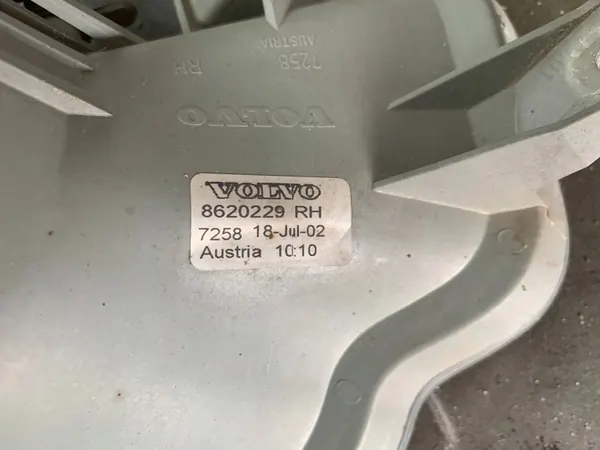 7258
AUSTRIA
RH
VOLVO
VOLVO
8620229 RH
7258 18-Jul-02
Austria 10:10